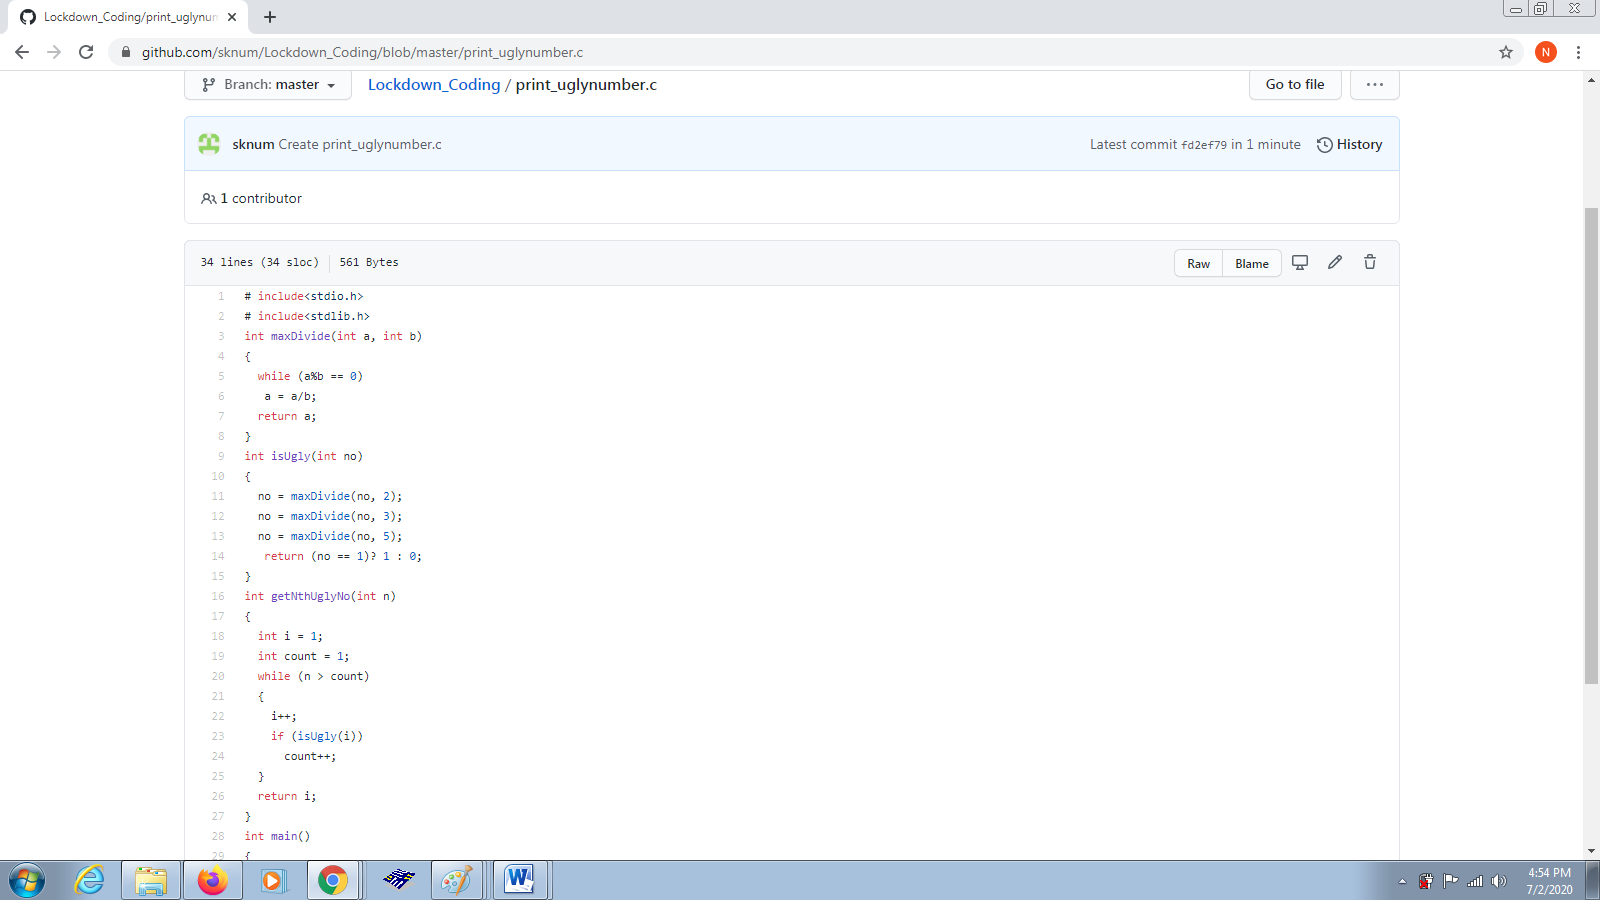 Lockdown_Coding/print_uglynum
github.com/sknum/Lockdown_Coding/blob/master/print_uglynumber.c
N
Branch: master
Lockdown_Coding / print_uglynumber.c
Go to file
sknum Create print_uglynumber.c
Latest commit fd2ef79 in 1 minute
History
1 contributor
34 lines (34 sloc) 561 Bytes
Raw
Blame
1 # include<stdio.h>
2 # include<stdlib.h>
3 int maxDivide(int a, int b)
4 {
5 while (a%b == 0)
6 a = a/b;
7 return a;
8 }
9 int isUgly(int no)
10 {
11 no = maxDivide(no, 2);
12 no = maxDivide(no, 3);
13 no = maxDivide(no, 5);
14 return (no == 1)? 1 : 0;
15 }
16 int getNthUglyNo(int n)
17 {
18 int i = 1;
19 int count = 1;
20 while (n > count)
21 {
22 i++;
23 if (isUgly(i))
24 count++;
25 }
26 return i;
27 }
28 int main()
29 {
4:54 PM
7/2/2020